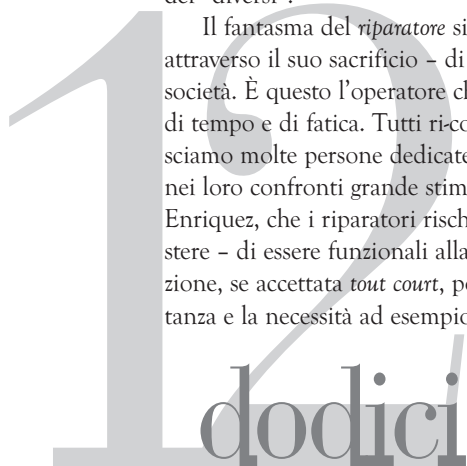 dei "diversi".
Il fantasma del riparatore si
attraverso il suo sacrificio – di
società. È questo l'operatore ch
di tempo e di fatica. Tutti ri-co
sciamo molte persone dedicate
nei loro confronti grande stim
Enriquez, che i riparatori risch
stere – di essere funzionali alla
zione, se accettata tout court, po
tanza e la necessità ad esempio
12
dodici